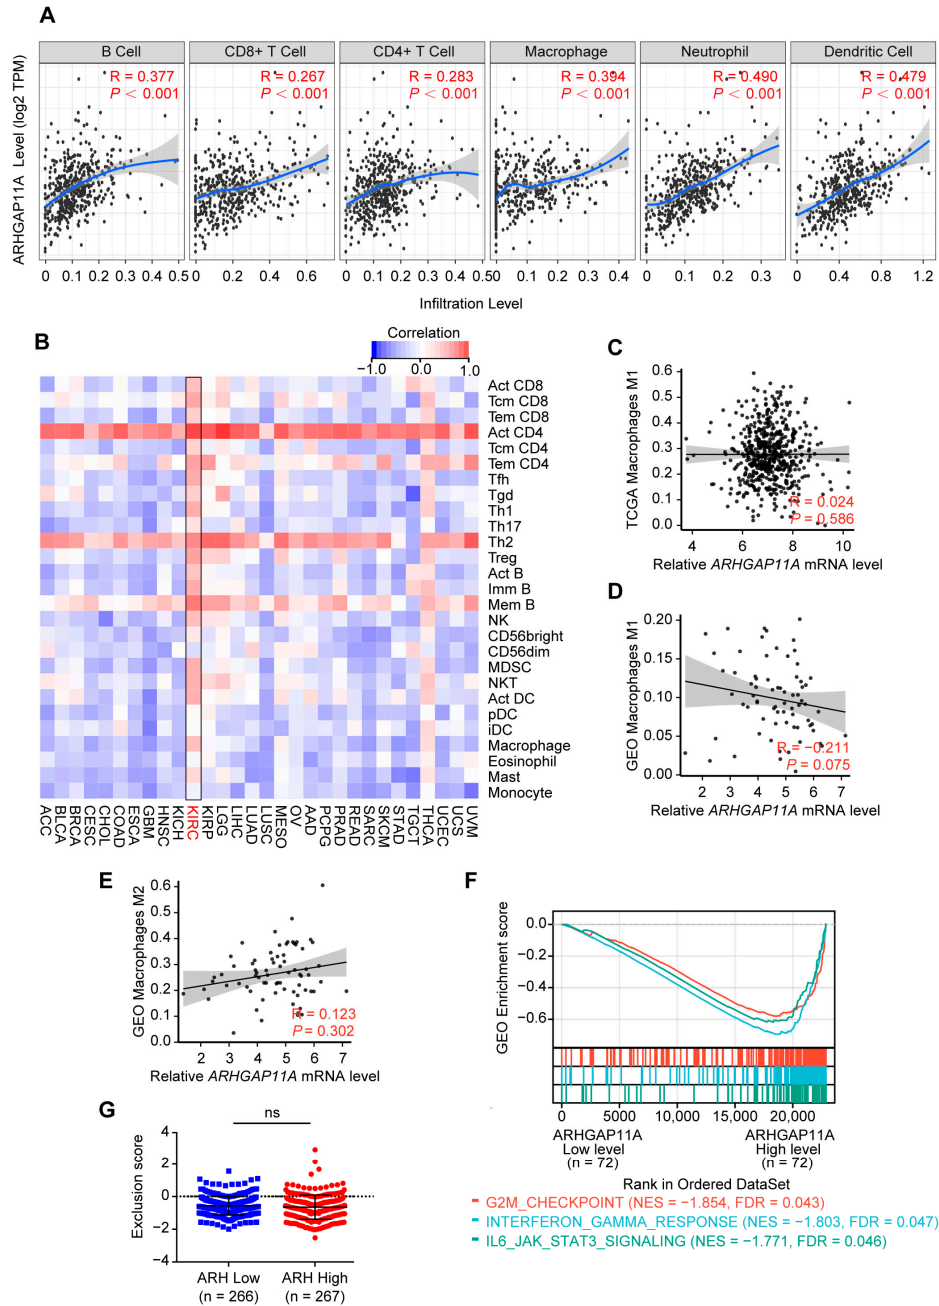 A
B Cell
CD8+ T Cell
CD4+ T Cell
Macrophage
Neutrophil
Dendritic Cell
ARHGAP11A Level (log2 TPM)
R = 0.377
P < 0.001
R = 0.267
P < 0.001
R = 0.283
P < 0.001
R = 0.394
P < 0.001
R = 0.490
P < 0.001
R = 0.479
P < 0.001
0 0.1 0.2 0.3 0.4 0.5
0 0.2 0.4 0.6
0 0.1 0.2 0.3 0.4 0.5
0 0.1 0.2 0.3 0.4
0 0.1 0.2 0.3
0 0.4 0.8 1.2
Infiltration Level
B
Correlation
−1.0 0.0 1.0
Act CD8
Tcm CD8
Tem CD8
Act CD4
Tcm CD4
Tem CD4
Tfh
Tgd
Th1
Th17
Th2
Treg
Act B
Imm B
Mem B
NK
CD56bright
CD56dim
MDSC
NKT
Act DC
pDC
iDC
Macrophage
Eosinophil
Mast
Monocyte
ACC
BLCA
BRCA
CESC
CHOL
COAD
ESCA
GBM
HNSC
KICH
KIRC
KIRP
LGG
LIHC
LUAD
LUSC
MESO
OV
AAD
PCPG
PRAD
READ
SARC
SKCM
STAD
TGCT
THCA
UCEC
UCS
UVM
C
TCGA Macrophages M1
0.6
0.5
0.4
0.3
0.2
0.1
0.0
R = 0.024
P = 0.586
4 6 8 10
Relative ARHGAP11A mRNA level
D
GEO Macrophages M1
0.20
0.15
0.10
0.05
0.00
R = −0.211
P = 0.075
2 3 4 5 6 7
Relative ARHGAP11A mRNA level
E
GEO Macrophages M2
0.6
0.5
0.4
0.3
0.2
0.1
0.0
R = 0.123
P = 0.302
2 3 4 5 6 7
Relative ARHGAP11A mRNA level
F
GEO Enrichment score
0.0
−0.2
−0.4
−0.6
0 5000 10,000 15,000 20,000
ARHGAP11A
Low level
(n = 72)
ARHGAP11A
High level
(n = 72)
Rank in Ordered DataSet
G2M_CHECKPOINT (NES = −1.854, FDR = 0.043)
INTERFERON_GAMMA_RESPONSE (NES = −1.803, FDR = 0.047)
IL6_JAK_STAT3_SIGNALING (NES = −1.771, FDR = 0.046)
G
ns
Exclusion score
4
2
0
−2
−4
ARH Low
(n = 266)
ARH High
(n = 267)